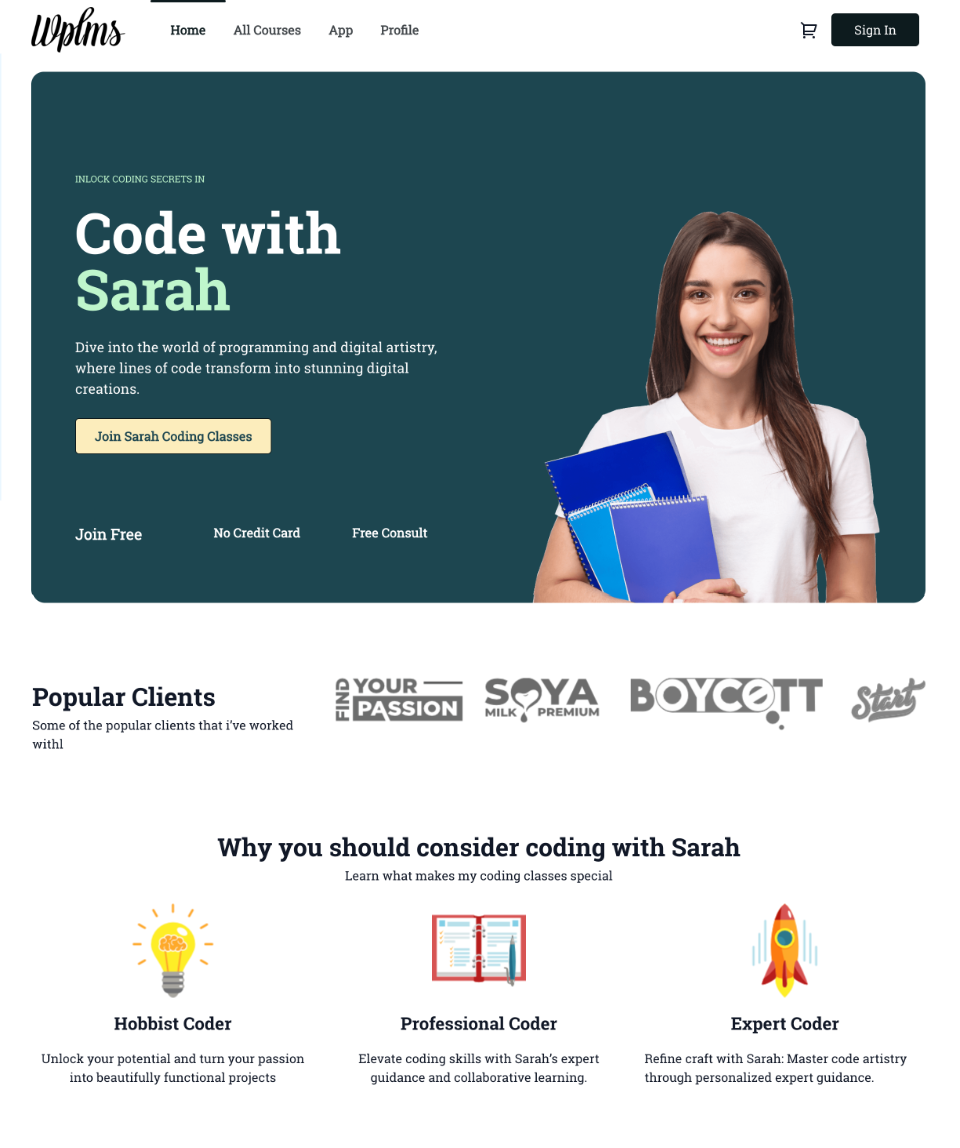 Wplms
Home All Courses App Profile
Sign In
INLOCK CODING SECRETS IN
Code with
Sarah
Dive into the world of programming and digital artistry,
where lines of code transform into stunning digital
creations.
Join Sarah Coding Classes
Join Free No Credit Card Free Consult
Popular Clients
Some of the popular clients that i've worked
withl
FIND YOUR
PASSION
SOYA
MILK PREMIUM
BOYCOTT
Start
Why you should consider coding with Sarah
Learn what makes my coding classes special
Hobbist Coder
Unlock your potential and turn your passion
into beautifully functional projects
Professional Coder
Elevate coding skills with Sarah's expert
guidance and collaborative learning.
Expert Coder
Refine craft with Sarah: Master code artistry
through personalized expert guidance.